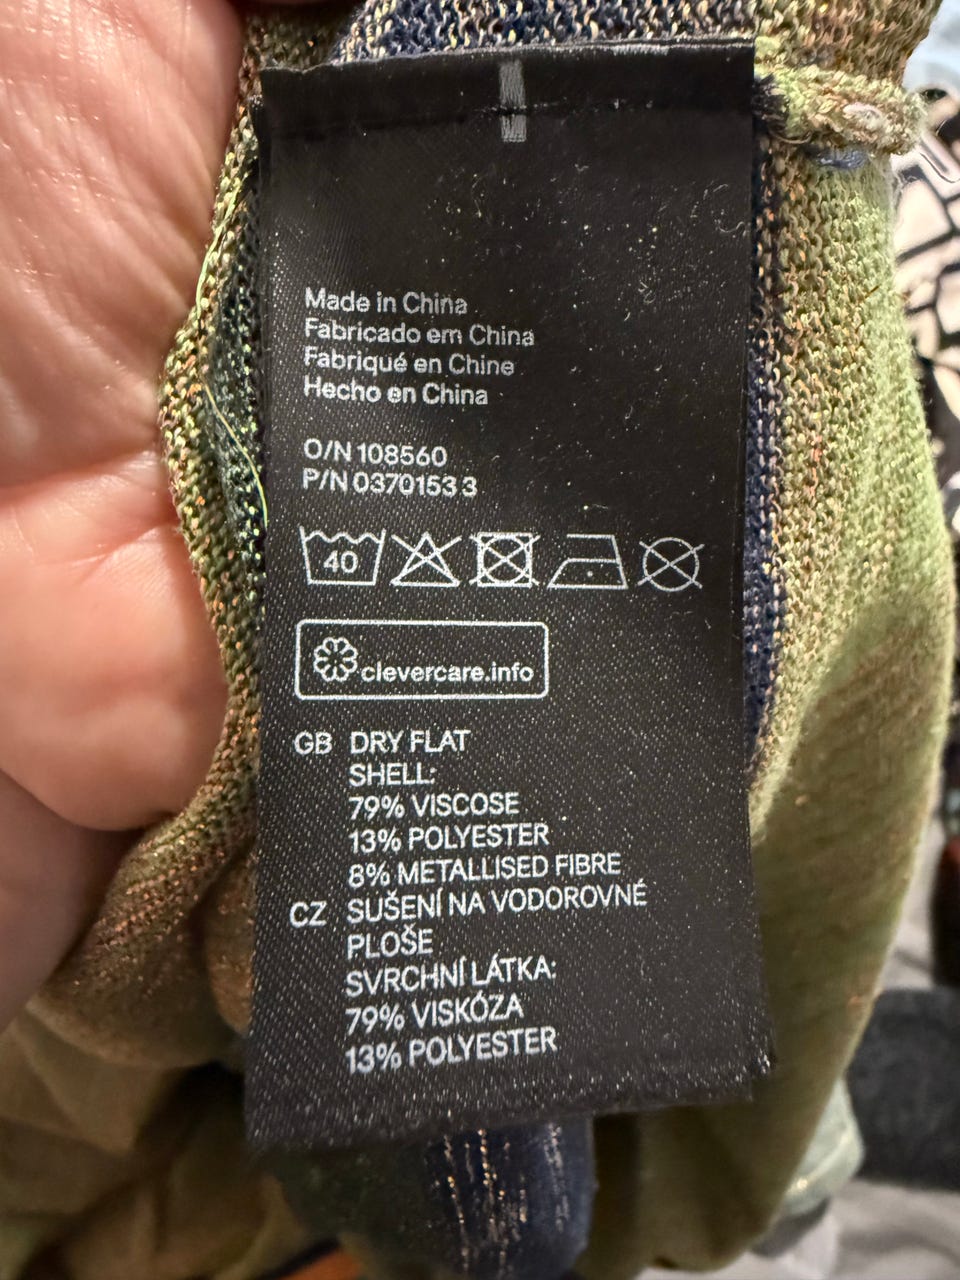 Made in China
Fabricado em China
Fabriqué en Chine
Hecho en China
O/N 108560
P/N 0370153 3
40
clevercare.info
GB DRY FLAT
SHELL:
79% VISCOSE
13% POLYESTER
8% METALLISED FIBRE
CZ SUŠENÍ NA VODOROVNÉ
PLOŠE
SVRCHNÍ LÁTKA:
79% VISKÓZA
13% POLYESTER